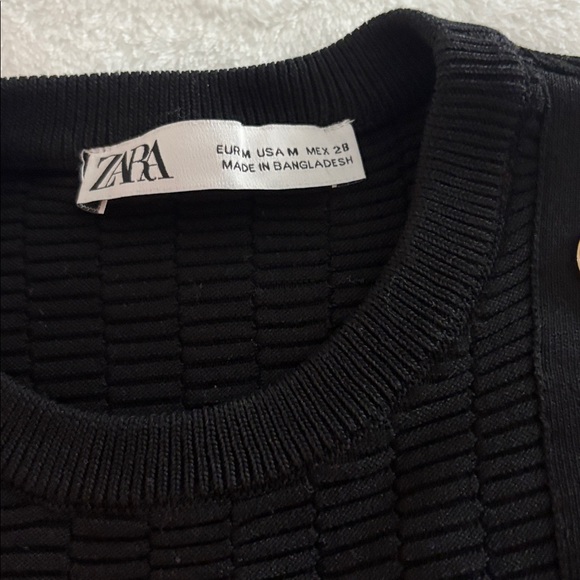 ZARA
EUR M USA M MEX 28
MADE IN BANGLADESH